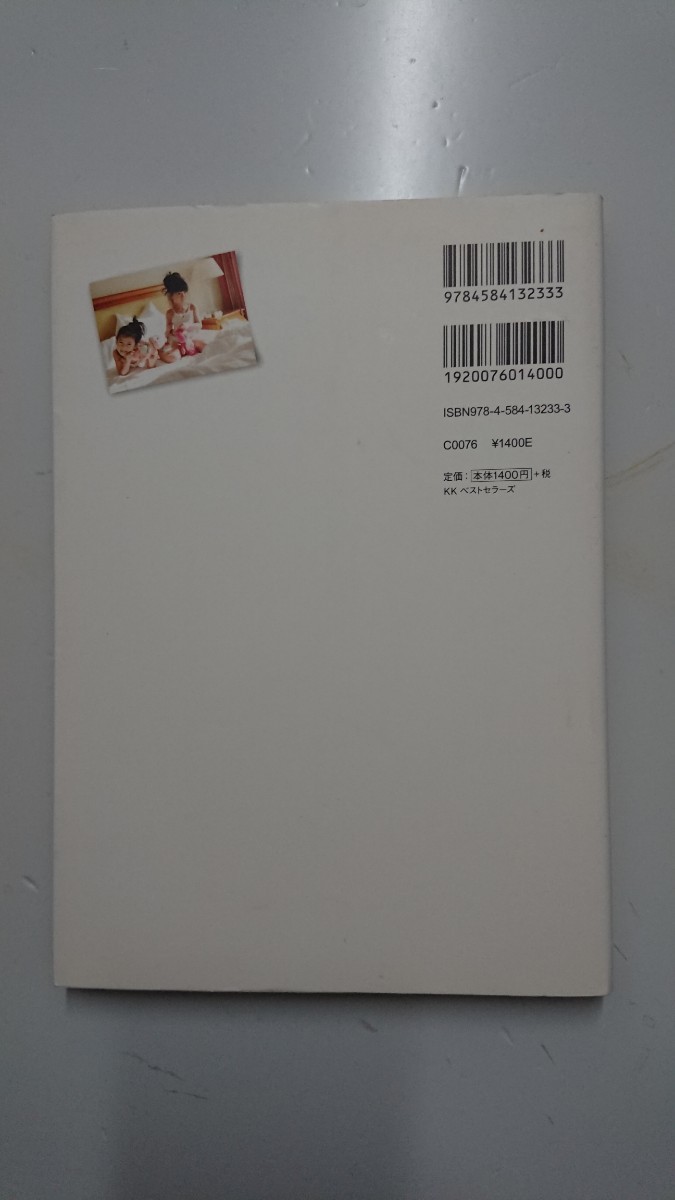 9784584132333
1920076014000
ISBN978-4-584-13233-3
C0076 ¥1400E
定価：本体1400円+税
KK ベストセラーズ